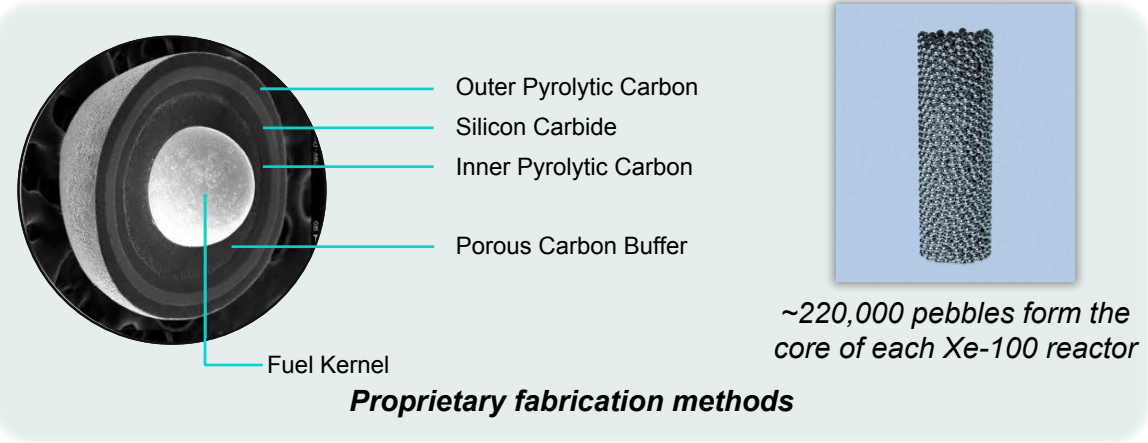 Outer Pyrolytic Carbon
Silicon Carbide
Inner Pyrolytic Carbon
Porous Carbon Buffer
Fuel Kernel
~220,000 pebbles form the
core of each Xe-100 reactor
Proprietary fabrication methods